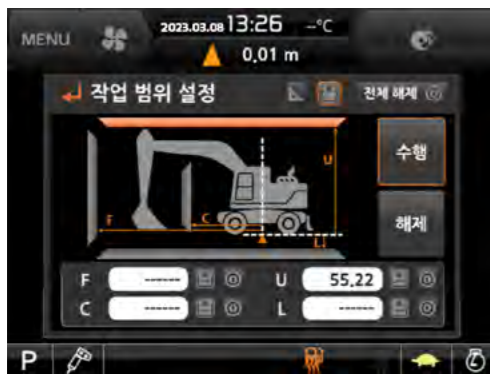 MENU
2023.03.08 13:26 --°C
0.01 m
작업 범위 설정
전체 해제
U
F
C
L
수행
해제
F ------ U 55.22
C ------ L ------
P